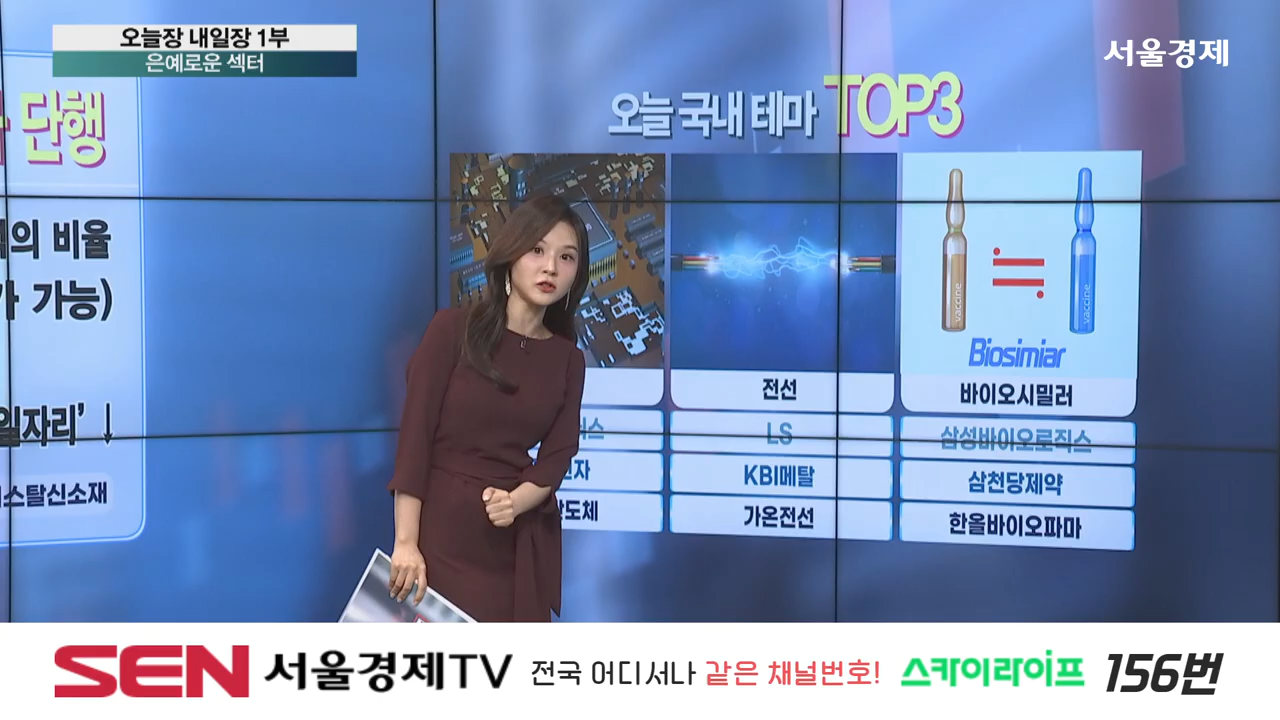 오늘장 내일장 1부
은예로운 섹터
서울경제
단행
의 비율
가 가능)
일자리’ ↓
스탈신소재
오늘 국내 테마 TOP3
vaccine
vaccine
Biosimiar
전선
바이오시밀러
LS
삼성바이오로직스
KBI메탈
삼천당제약
도체
가온전선
한올바이오파마
SEN 서울경제TV 전국 어디서나 같은 채널번호! 스카이라이프 156번